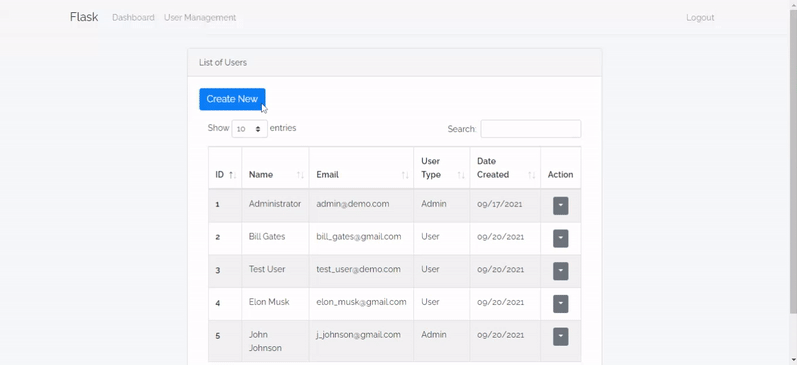 Flask Dashboard User Management Logout
List of Users
Create New
Show 10 entries Search:
ID Name Email User Type Date Created Action
1 Administrator admin@demo.com Admin 09/17/2021
2 Bill Gates bill_gates@gmail.com User 09/20/2021
3 Test User test_user@demo.com User 09/20/2021
4 Elon Musk elon_musk@gmail.com User 09/20/2021
5 John Johnson j_johnson@gmail.com Admin 09/20/2021